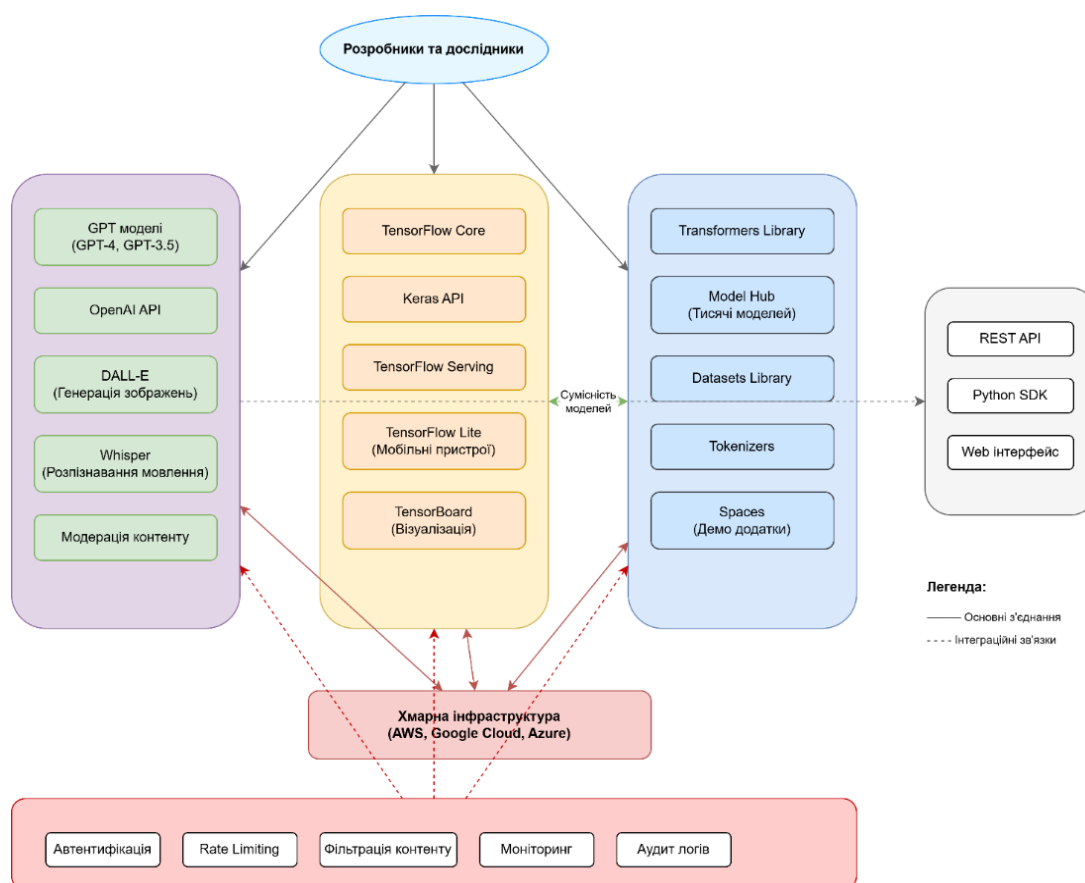 Розробники та дослідники
GPT моделі
(GPT-4, GPT-3.5)
OpenAI API
DALL-E
(Генерація зображень)
Whisper
(Розпізнавання мовлення)
Модерація контенту
TensorFlow Core
Keras API
TensorFlow Serving
TensorFlow Lite
(Мобільні пристрої)
TensorBoard
(Візуалізація)
Сумісність
моделей
Transformers Library
Model Hub
(Тисячі моделей)
Datasets Library
Tokenizers
Spaces
(Демо додатки)
REST API
Python SDK
Web інтерфейс
Легенда:
Основні з'єднання
Інтеграційні зв'язки
Хмарна інфраструктура
(AWS, Google Cloud, Azure)
Автентифікація
Rate Limiting
Фільтрація контенту
Моніторинг
Аудит логів